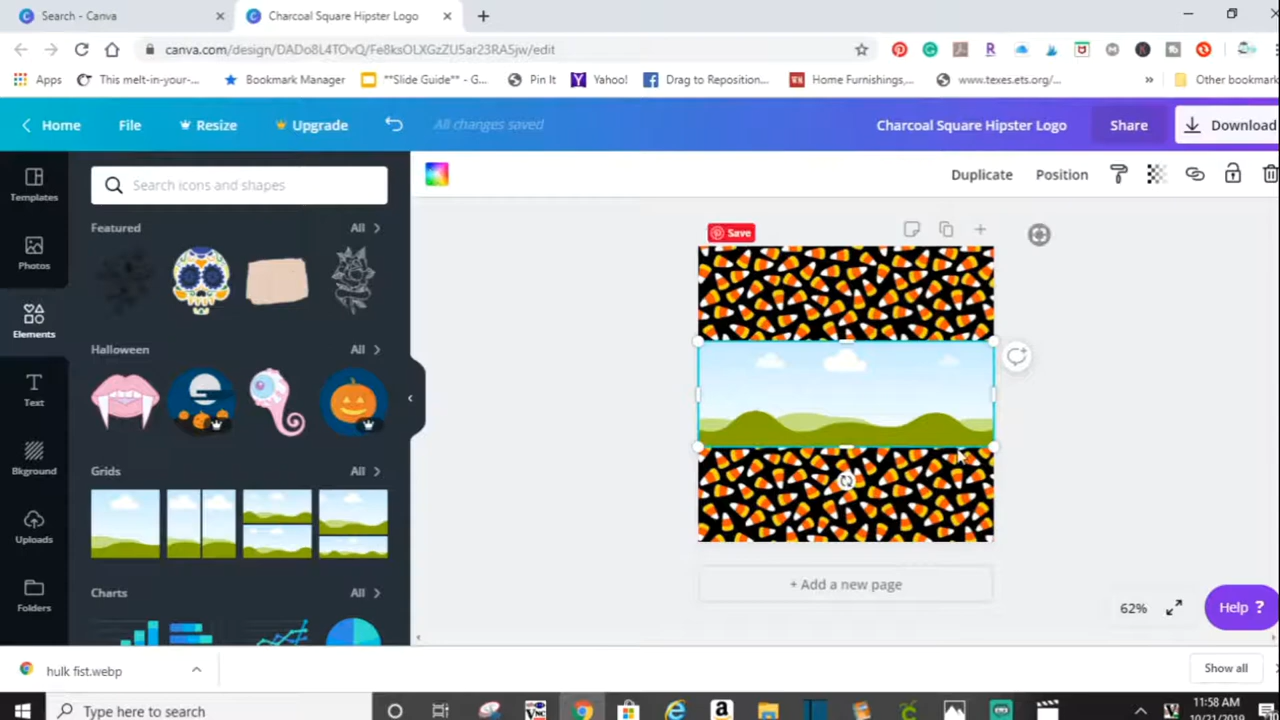 Search - Canva
Charcoal Square Hipster Logo
canva.com/design/DADo8L4TOvQ/Fe8ksOLXGzZU5ar23RA5jw/edit
Apps This melt-in-your-... Bookmark Manager **Slide Guide** - G... Pin It Yahoo! Drag to Reposition... Home Furnishings,... www.texes.ets.org/... » Other bookmark
Home File Resize Upgrade All changes saved Charcoal Square Hipster Logo Share Download
Search icons and shapes
Duplicate Position
Templates
Featured All
Save
Photos
Elements
Halloween All
Text
Bkground
Grids All
Uploads
+ Add a new page
Folders
Charts All
62%
Help ?
hulk fist.webp
Show all
Type here to search
11:58 AM